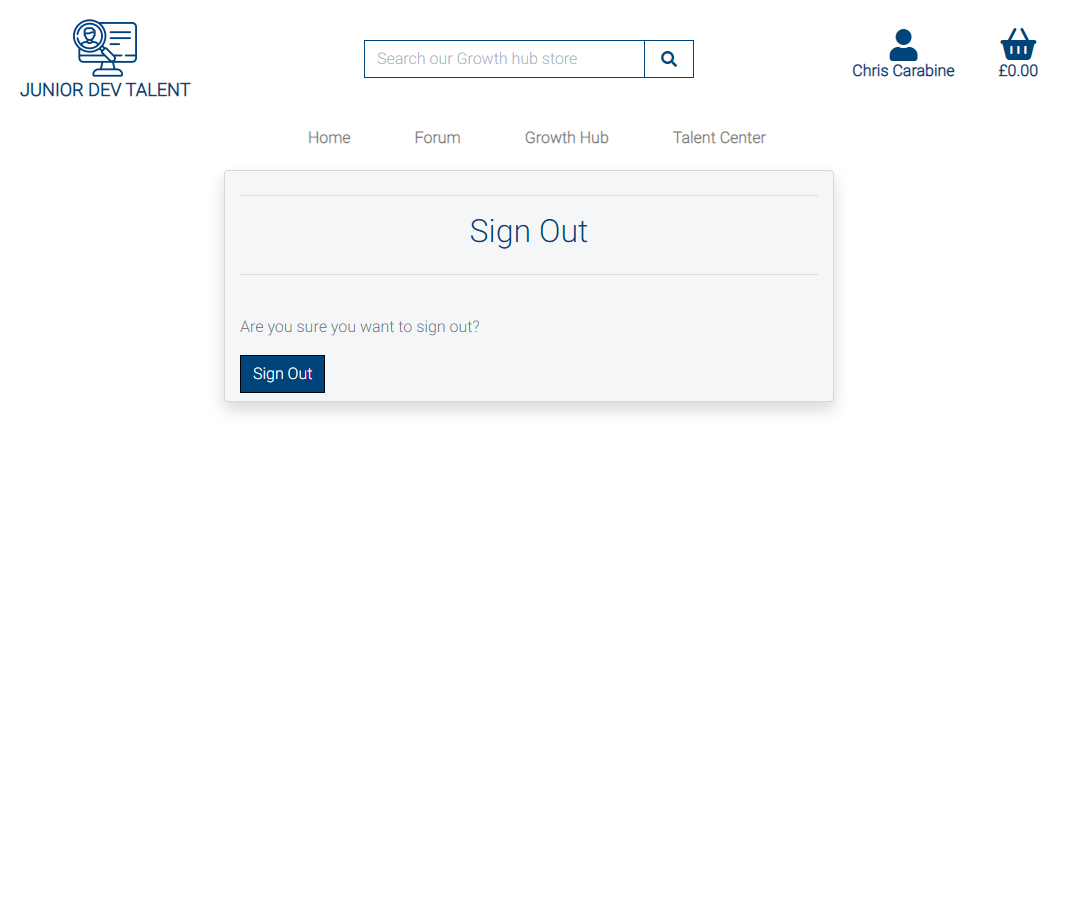 JUNIOR DEV TALENT
Search our Growth hub store
Chris Carabine
£0.00
Home Forum Growth Hub Talent Center
Sign Out
Are you sure you want to sign out?
Sign Out